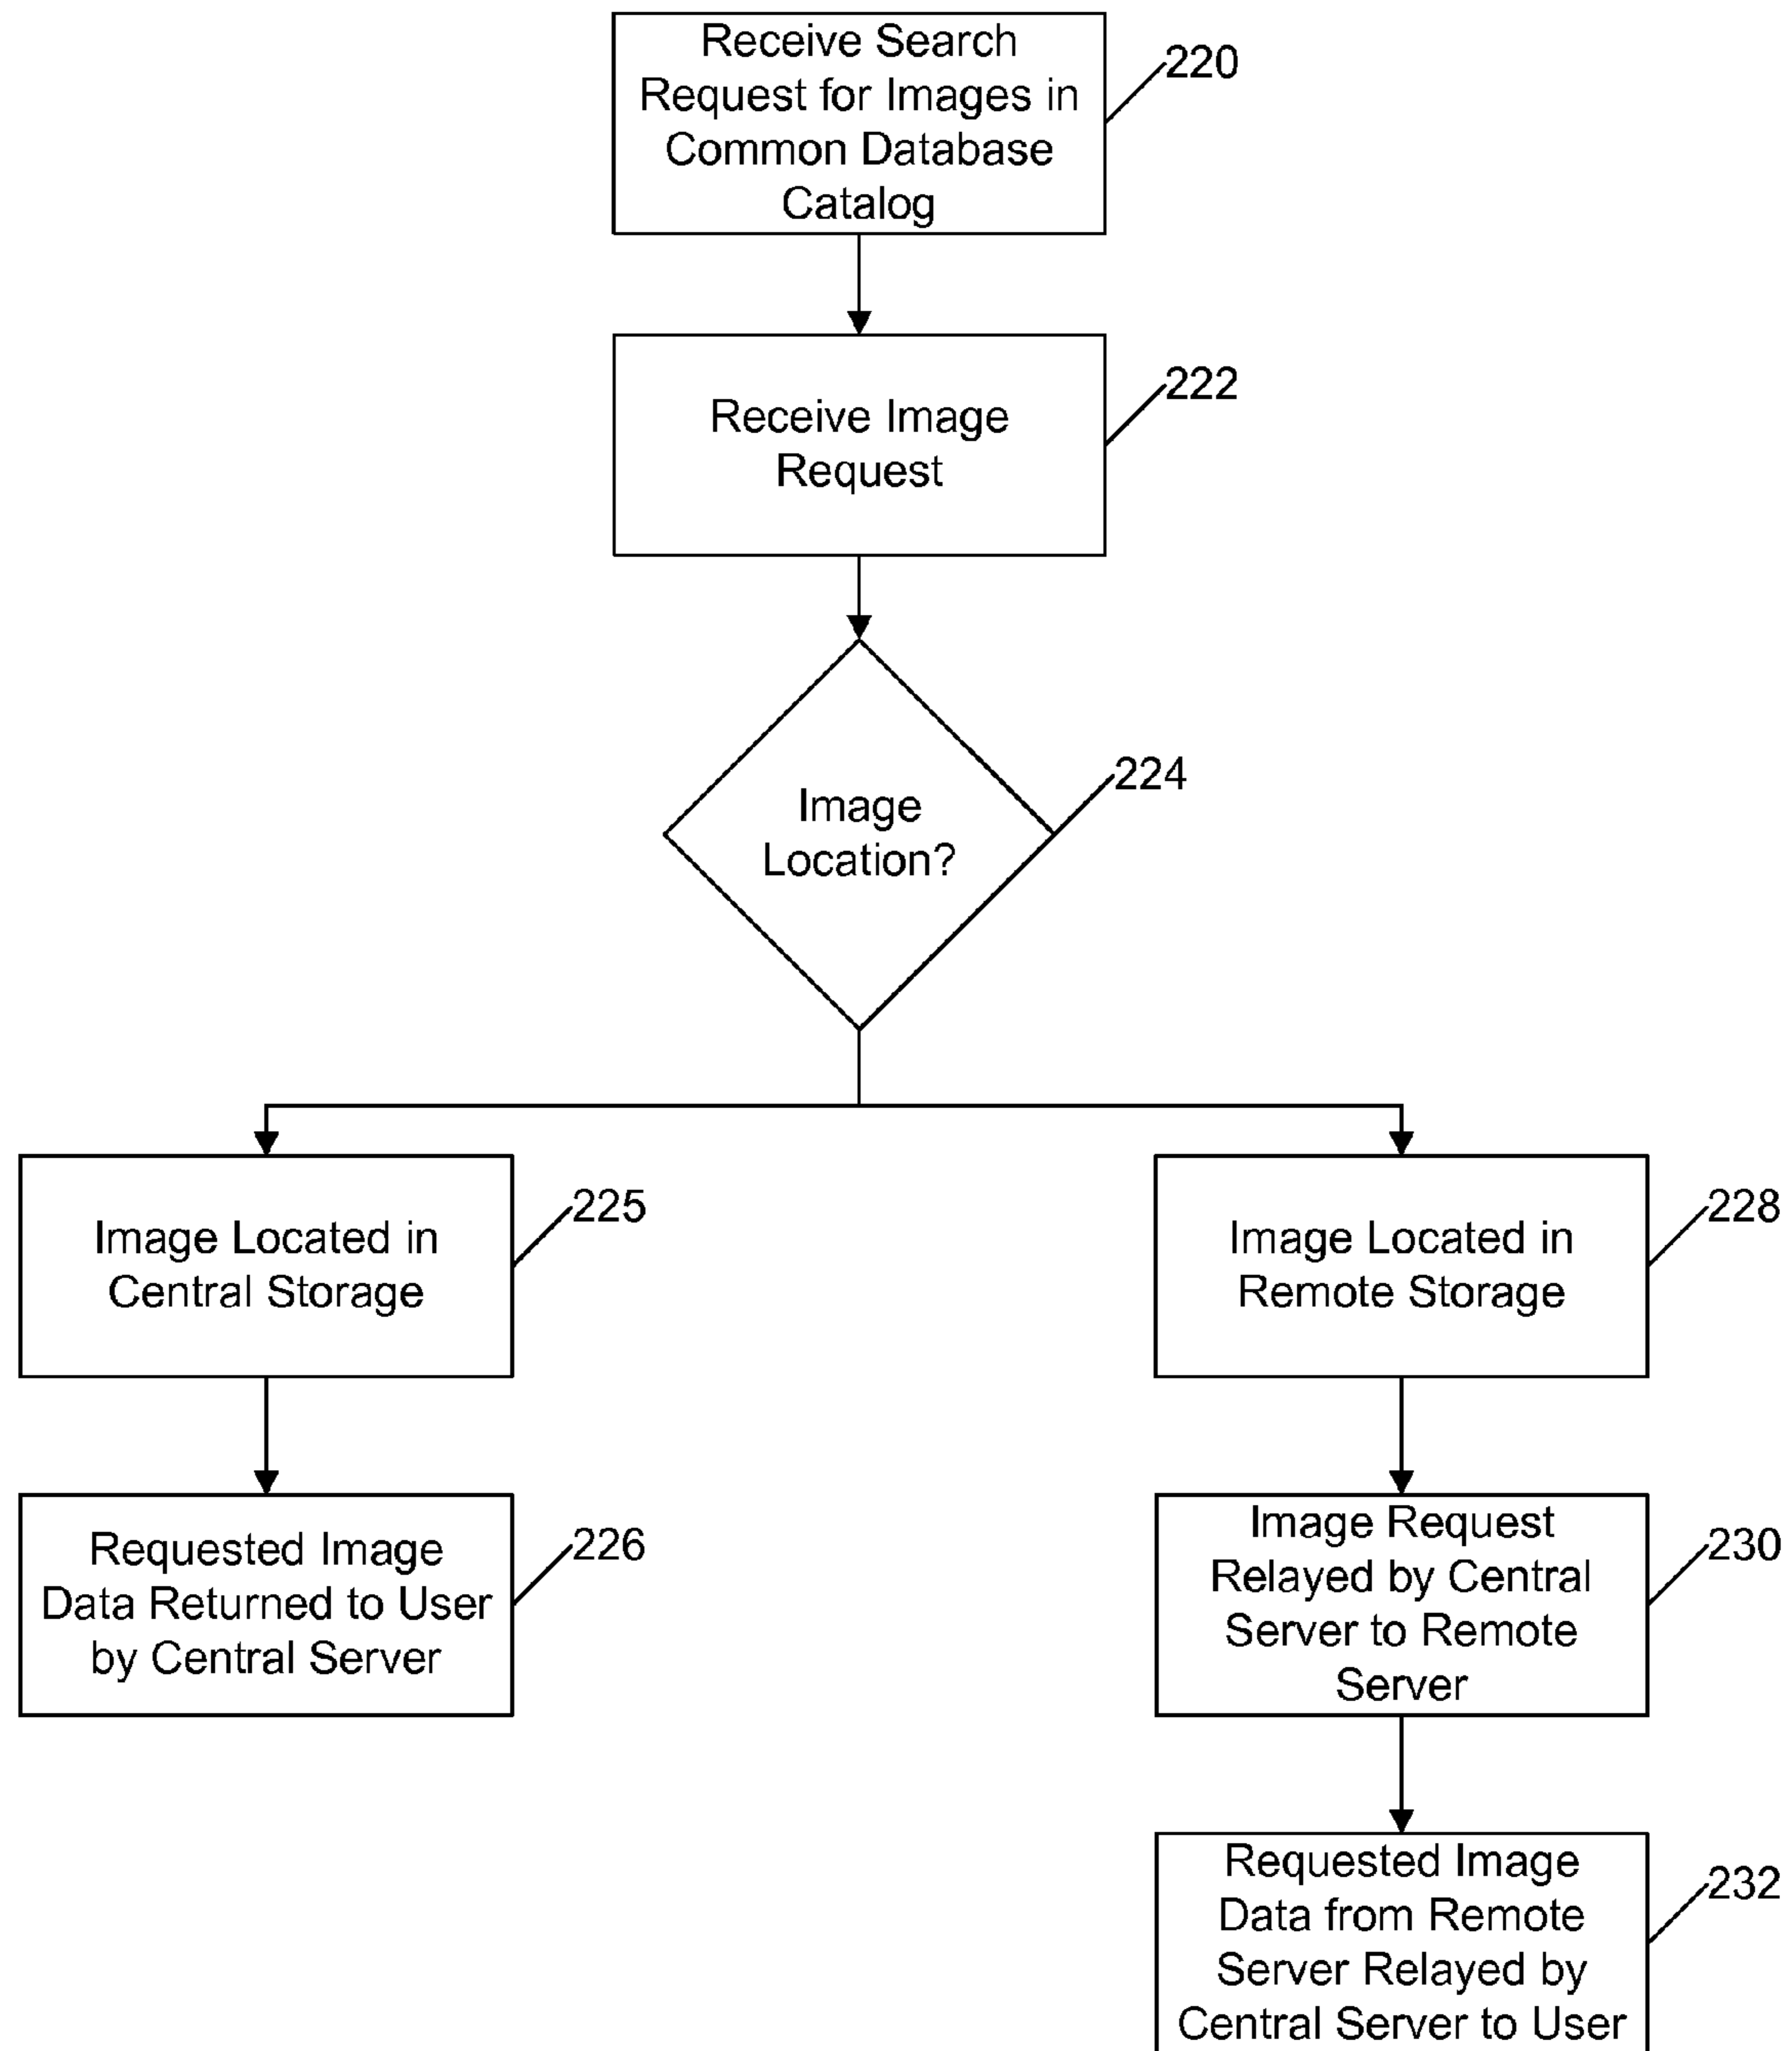 Receive Search
Request for Images in
Common Database
Catalog
220
Receive Image
Request
222
Image
Location?
224
Image Located in
Central Storage
225
Image Located in
Remote Storage
228
Requested Image
Data Returned to User
by Central Server
226
Image Request
Relayed by Central
Server to Remote
Server
230
Requested Image
Data from Remote
Server Relayed by
Central Server to User
232